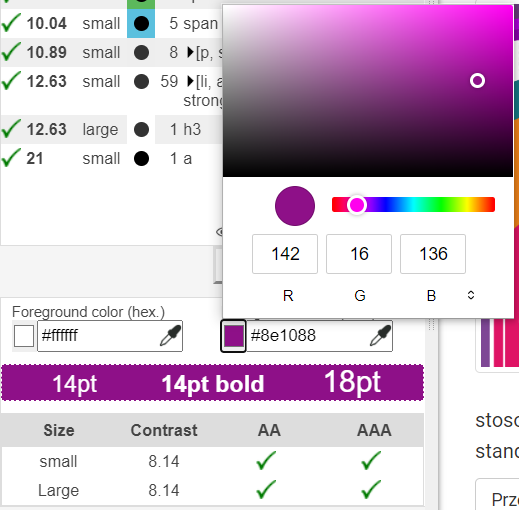 10.04 small 5 span
10.89 small 8 [p, s
12.63 small 59 [li, a
strong
12.63 large 1 h3
21 small 1 a
142 16 136
R G B
Foreground color (hex.)
#ffffff #8e1088
14pt 14pt bold 18pt
Size Contrast AA AAA
small 8.14
Large 8.14
stoso
stand
Prze